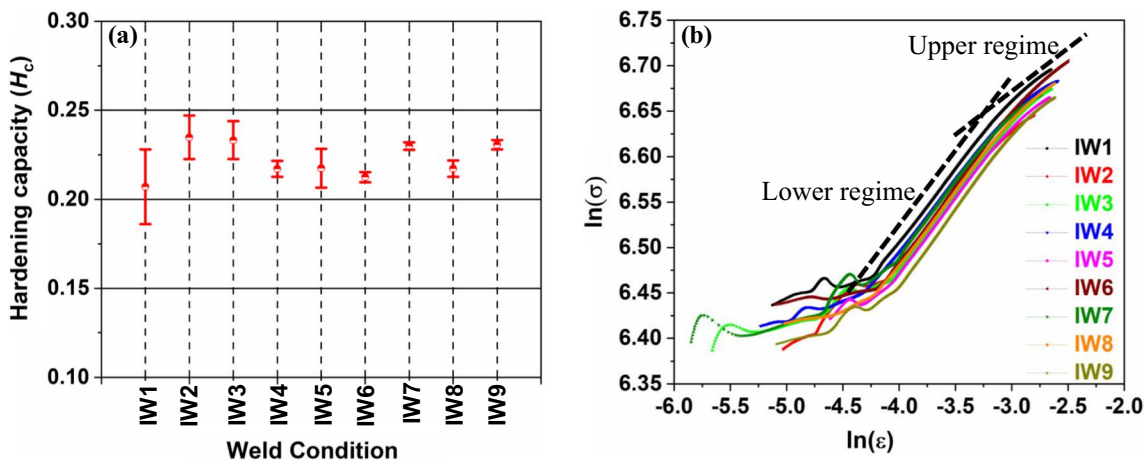 (a)
Hardening capacity (Hc)
0.30
0.25
0.20
0.15
0.10
IW1
IW2
IW3
IW4
IW5
IW6
IW7
IW8
IW9
Weld Condition
(b)
ln(σ)
6.75
6.70
6.65
6.60
6.55
6.50
6.45
6.40
6.35
Upper regime
Lower regime
IW1
IW2
IW3
IW4
IW5
IW6
IW7
IW8
IW9
-6.0 -5.5 -5.0 -4.5 -4.0 -3.5 -3.0 -2.5 -2.0
ln(ε)